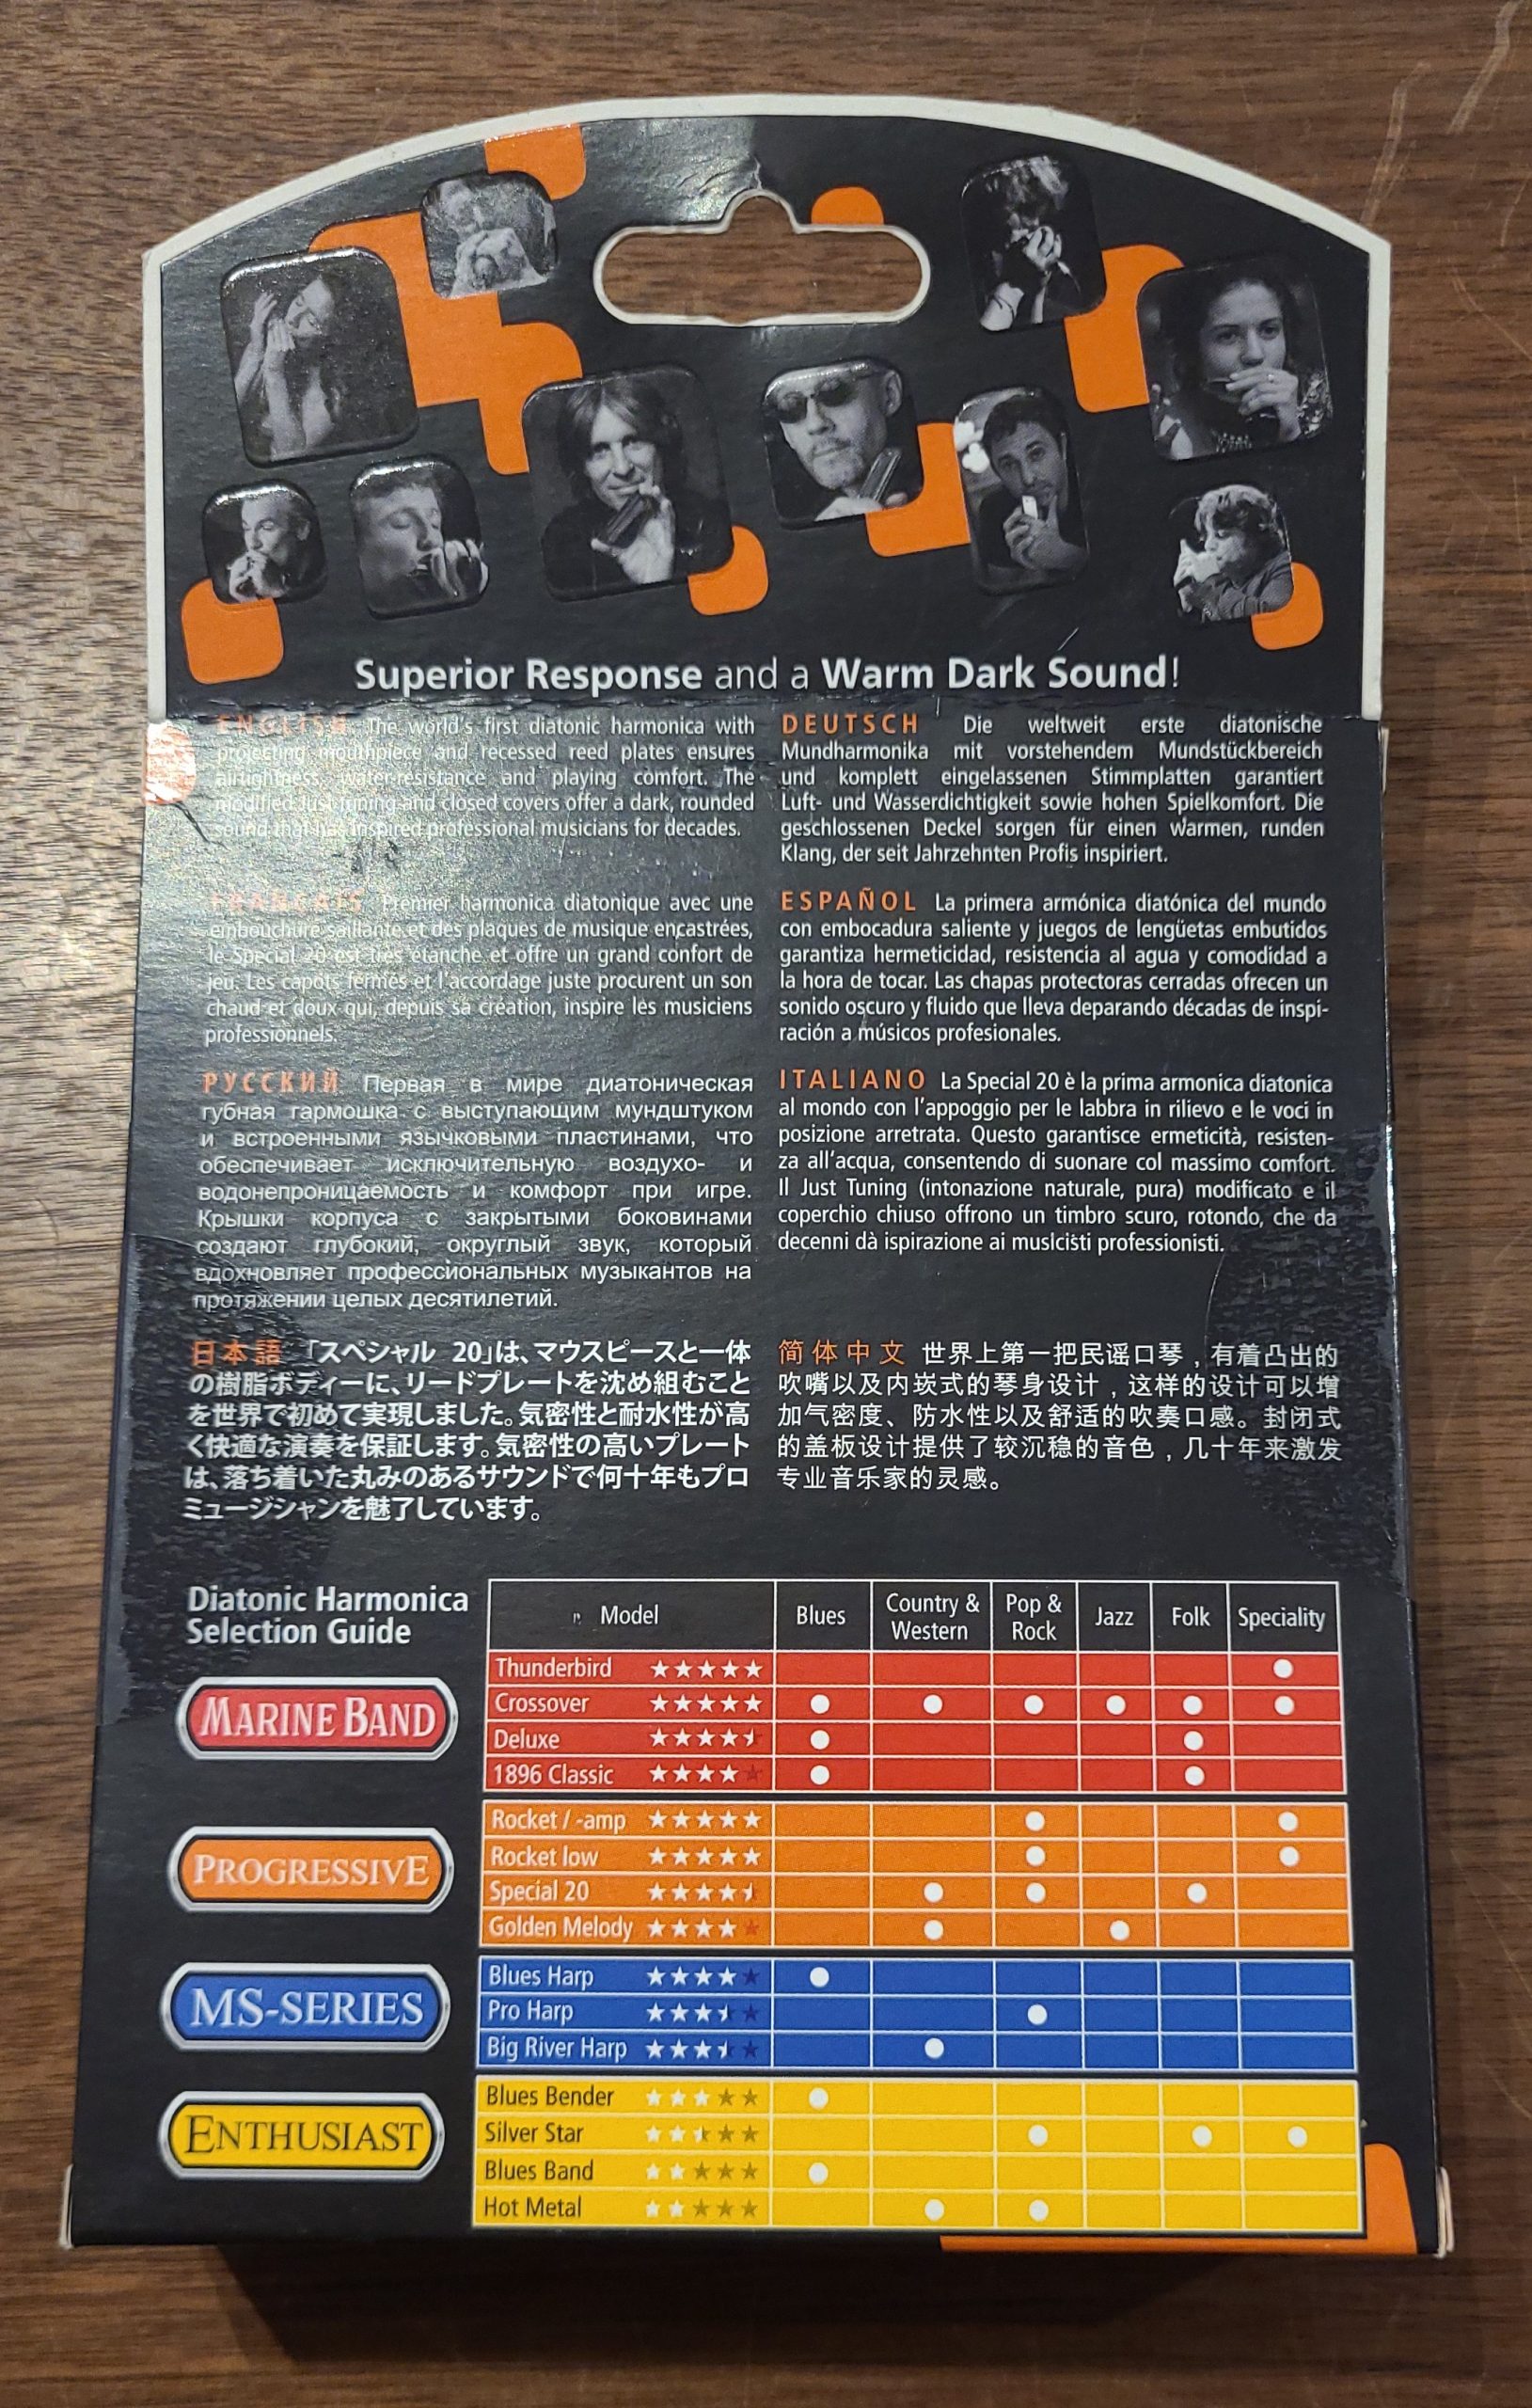 Superior Response and a Warm Dark Sound!
ENGLISH The world's first diatonic harmonica with
projecting mouthpiece and recessed reed plates ensures
airtightness, water-resistance and playing comfort. The
modified Just tuning and closed covers offer a dark, rounded
sound that has inspired professional musicians for decades.
DEUTSCH Die weltweit erste diatonische
Mundharmonika mit vorstehendem Mundstückbereich
und komplett eingelassenen Stimmplatten garantiert
Luft- und Wasserdichtigkeit sowie hohen Spielkomfort. Die
geschlossenen Deckel sorgen für einen warmen, runden
Klang, der seit Jahrzehnten Profis inspiriert.
FRANÇAIS Premier harmonica diatonique avec une
embouchure saillante et des plaques de musique encastrées,
le Special 20 est très étanche et offre un grand confort de
jeu. Les capots fermés et l'accordage juste procurent un son
chaud et doux qui, depuis sa création, inspire les musiciens
professionnels.
ESPAÑOL La primera armónica diatónica del mundo
con embocadura saliente y juegos de lengüetas embutidos
garantiza hermeticidad, resistencia al agua y comodidad a
la hora de tocar. Las chapas protectoras cerradas ofrecen un
sonido oscuro y fluido que lleva deparando décadas de inspi-
ración a músicos profesionales.
РУССКИЙ Первая в мире диатоническая
губная гармошка с выступающим мундштуком
и встроенными язычковыми пластинами, что
обеспечивает исключительную воздухо- и
водонепроницаемость и комфорт при игре.
Крышки корпуса с закрытыми боковинами
создают глубокий, округлый звук, который
вдохновляет профессиональных музыкантов на
протяжении целых десятилетий.
ITALIANO La Special 20 è la prima armonica diatonica
al mondo con l'appoggio per le labbra in rilievo e le voci in
posizione arretrata. Questo garantisce ermeticità, resisten-
za all'acqua, consentendo di suonare col massimo comfort.
Il Just Tuning (intonazione naturale, pura) modificato e il
coperchio chiuso offrono un timbro scuro, rotondo, che da
decenni dà ispirazione ai musicisti professionisti.
日本語 「スペシャル 20」は、マウスピースと一体
の樹脂ボディーに、リードプレートを沈め組むこと
を世界で初めて実現しました。気密性と耐水性が高
く快適な演奏を保証します。気密性の高いプレート
は、落ち着いた丸みのあるサウンドで何十年もプロ
ミュージシャンを魅了しています。
简体中文 世界上第一把民谣口琴，有着凸出的
吹嘴以及内崁式的琴身设计，这样的设计可以增
加气密度、防水性以及舒适的吹奏口感。封闭式
的盖板设计提供了较沉稳的音色，几十年来激发
专业音乐家的灵感。
Diatonic Harmonica
Selection Guide
Model Blues Country & Western Pop & Rock Jazz Folk Speciality
MARINE BAND
Thunderbird ★★★★★
Crossover ★★★★★
Deluxe
1896 Classic ★★★★
PROGRESSIVE
Rocket / -amp ★★★★★
Rocket low ★★★★★
Special 20
Golden Melody ★★★★
MS-SERIES
Blues Harp ★★★★
Pro Harp
Big River Harp
ENTHUSIAST
Blues Bender
Silver Star
Blues Band
Hot Metal